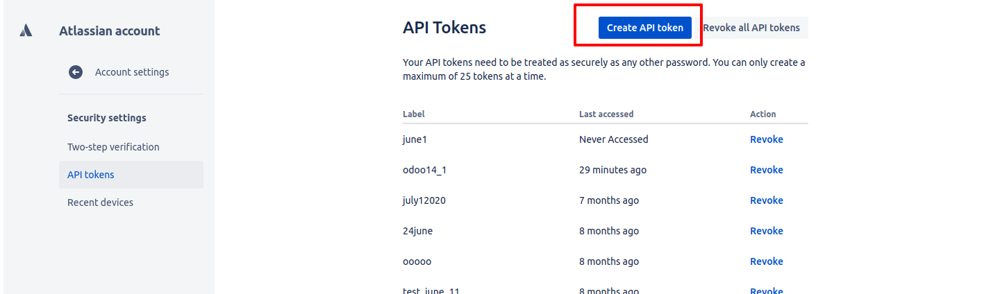 Atlassian account
Account settings
Security settings
Two-step verification
API tokens
Recent devices
API Tokens
Create API token
Revoke all API tokens
Your API tokens need to be treated as securely as any other password. You can only create a
maximum of 25 tokens at a time.
Label Last accessed Action
june1 Never Accessed Revoke
odoo14_1 29 minutes ago Revoke
july12020 7 months ago Revoke
24june 8 months ago Revoke
ooooo 8 months ago Revoke
test_june_11 8 months ago Revoke